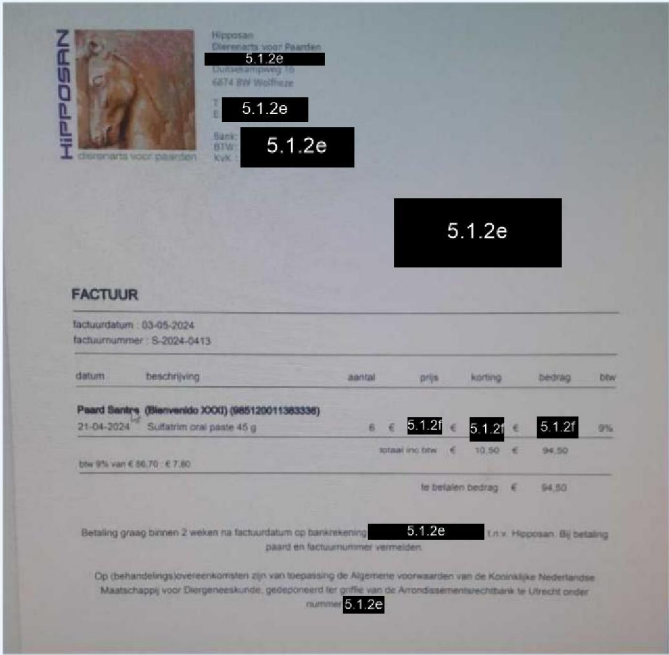 HiPPOSAN
dierenarts voor paarden
Hipposan
Dierenarts voor Paarden
5.1.2e
6874 BW Wolfheze
T
5.1.2e
E
Bank:
BTW:
KvK :
5.1.2e
5.1.2e
FACTUUR
factuurdatum : 03-05-2024
factuurnummer : S-2024-0413
datum beschrijving aantal prijs korting bedrag btw
Paard Santra (Bienvenido XXXI) (985120011363336)
21-04-2024 Sulfatrim oral paste 45 g 6 € 5.1.2f € 5.1.2f € 5.1.2f 9%
totaal inc btw € 10,50 € 94,50
btw 9% van € 86,70 : € 7,80
te betalen bedrag € 94,50
Betaling graag binnen 2 weken na factuurdatum op bankrekening 5.1.2e t.n.v. Hipposan. Bij betaling
paard en factuurnummer vermelden.
Op (behandelings)overeenkomsten zijn van toepassing de Algemene voorwaarden van de Koninklijke Nederlandse
Maatschappij voor Diergeneeskunde, gedeponeerd ter griffie van de Arrondissementsrechtbank te Utrecht onder
nummer 5.1.2e